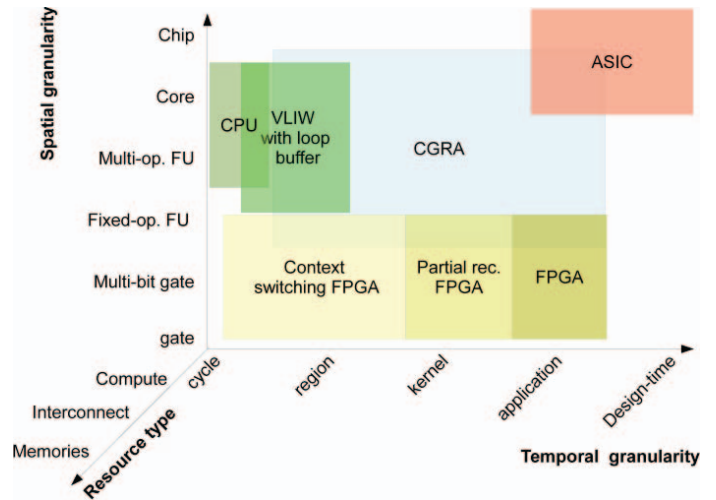 Spatial granularity
Chip
Core
Multi-op. FU
Fixed-op. FU
Multi-bit gate
gate
CPU
VLIW
with loop
buffer
CGRA
ASIC
Context
switching FPGA
Partial rec.
FPGA
FPGA
cycle
region
kernel
application
Design-time
Temporal granularity
Compute
Interconnect
Memories
Resource type